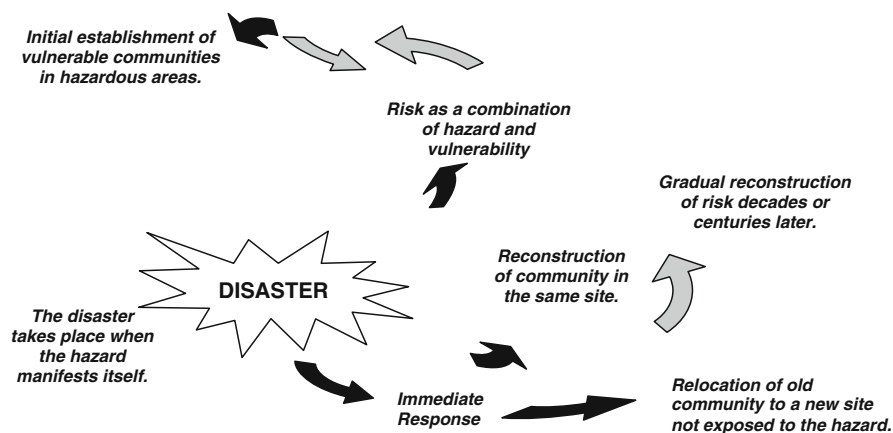 Initial establishment of
vulnerable communities
in hazardous areas.
Risk as a combination
of hazard and
vulnerability
Gradual reconstruction
of risk decades or
centuries later.
Reconstruction
of community in
the same site.
DISASTER
The disaster
takes place when
the hazard
manifests itself.
Immediate
Response
Relocation of old
community to a new site
not exposed to the hazard.